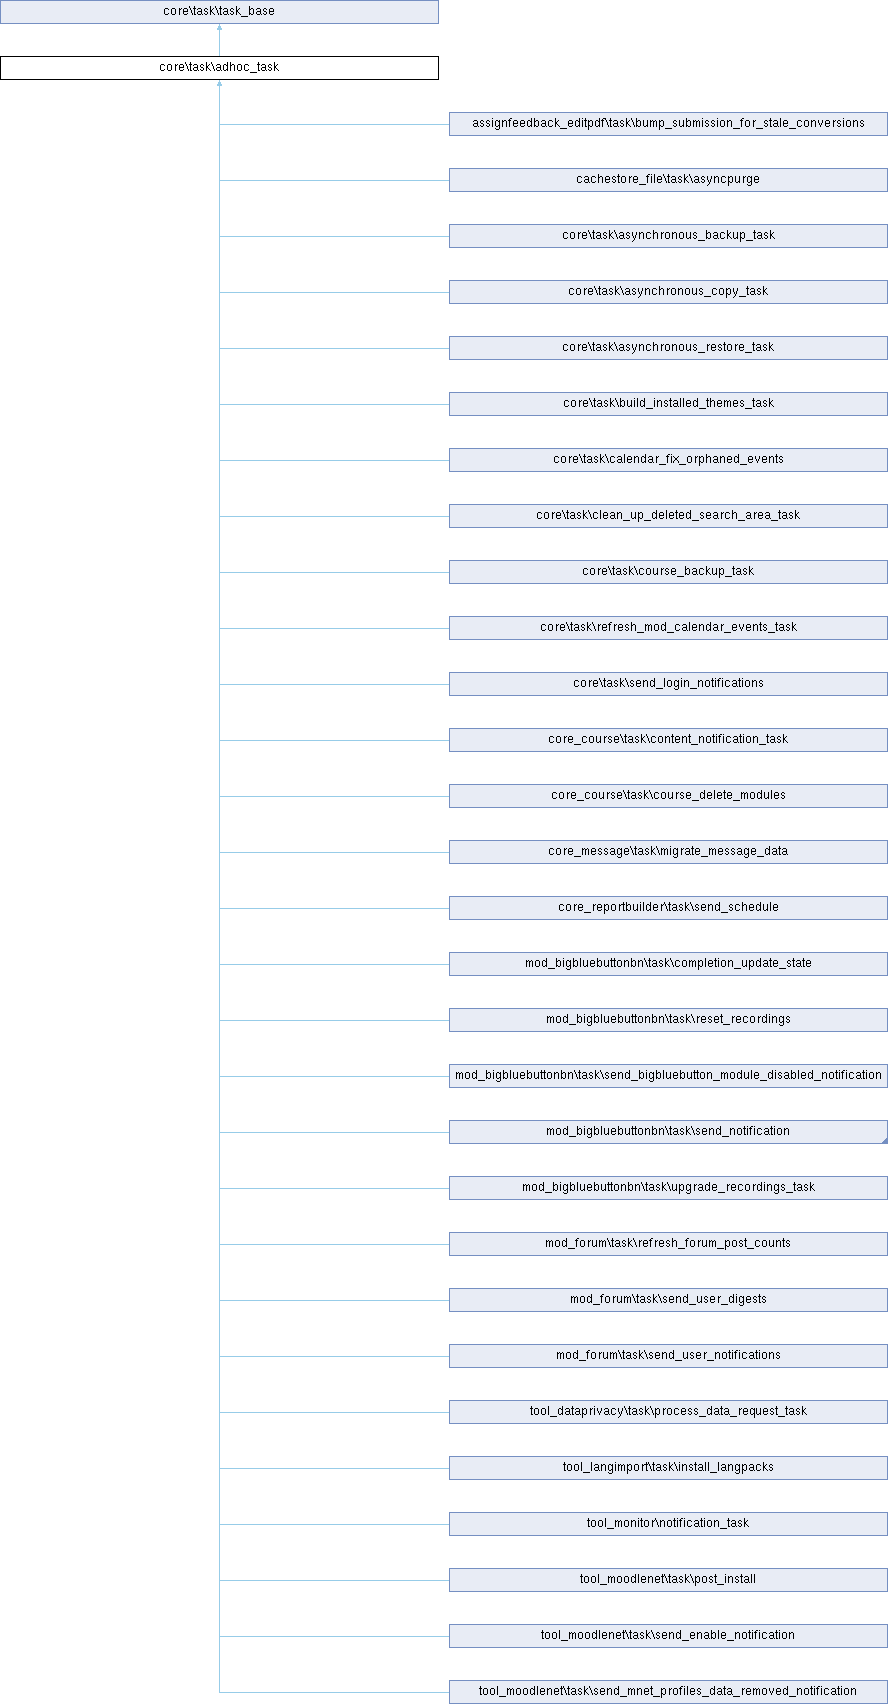 core\task\task_base
core\task\adhoc_task
assignfeedback_editpdf\task\bump_submission_for_stale_conversions
cachestore_file\task\asyncpurge
core\task\asynchronous_backup_task
core\task\asynchronous_copy_task
core\task\asynchronous_restore_task
core\task\build_installed_themes_task
core\task\calendar_fix_orphaned_events
core\task\clean_up_deleted_search_area_task
core\task\course_backup_task
core\task\refresh_mod_calendar_events_task
core\task\send_login_notifications
core_course\task\content_notification_task
core_course\task\course_delete_modules
core_message\task\migrate_message_data
core_reportbuilder\task\send_schedule
mod_bigbluebuttonbn\task\completion_update_state
mod_bigbluebuttonbn\task\reset_recordings
mod_bigbluebuttonbn\task\send_bigbluebutton_module_disabled_notification
mod_bigbluebuttonbn\task\send_notification
mod_bigbluebuttonbn\task\upgrade_recordings_task
mod_forum\task\refresh_forum_post_counts
mod_forum\task\send_user_digests
mod_forum\task\send_user_notifications
tool_dataprivacy\task\process_data_request_task
tool_langimport\task\install_langpacks
tool_monitor\notification_task
tool_moodlenet\task\post_install
tool_moodlenet\task\send_enable_notification
tool_moodlenet\task\send_mnet_profiles_data_removed_notification